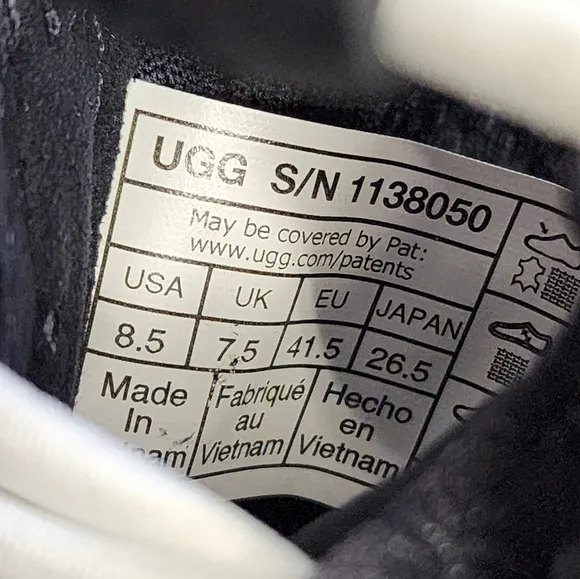 UGG S/N 1138050
May be covered by Pat:
www.ugg.com/patents
USA UK EU JAPAN
8.5 7,5 41.5 26.5
Made Fabriqué Hecho
In au en
am Vietnam Vietnam